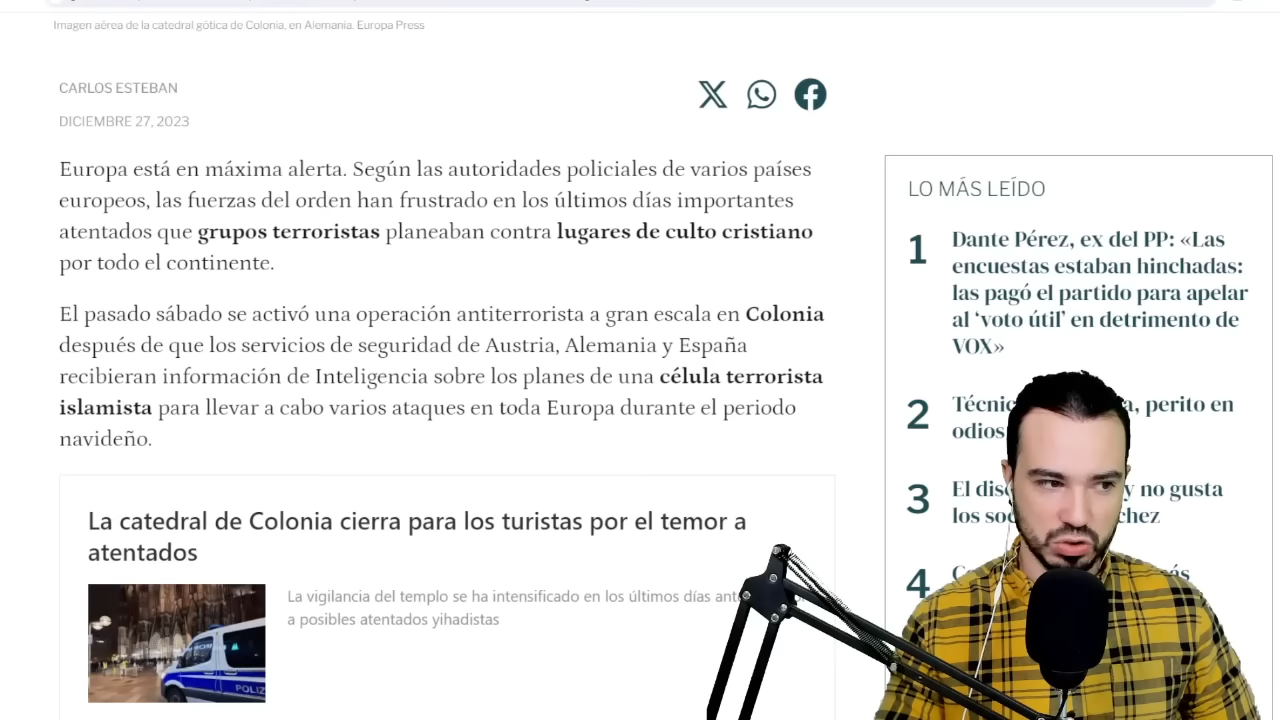 Imagen aérea de la catedral gótica de Colonia, en Alemania. Europa Press
CARLOS ESTEBAN
DICIEMBRE 27, 2023
Europa está en máxima alerta. Según las autoridades policiales de varios países
europeos, las fuerzas del orden han frustrado en los últimos días importantes
atentados que grupos terroristas planeaban contra lugares de culto cristiano
por todo el continente.
El pasado sábado se activó una operación antiterrorista a gran escala en Colonia
después de que los servicios de seguridad de Austria, Alemania y España
recibieran información de Inteligencia sobre los planes de una célula terrorista
islamista para llevar a cabo varios ataques en toda Europa durante el periodo
navideño.
La catedral de Colonia cierra para los turistas por el temor a
atentados
La vigilancia del templo se ha intensificado en los últimos días
a posibles atentados yihadistas
POLIZ
LO MÁS LEÍDO
1 Dante Pérez, ex del PP: «Las
encuestas estaban hinchadas:
las pagó el partido para apelar
al ‘voto útil’ en detrimento de
VOX»
2 perito en
odios
3 El y no gusta
los
4